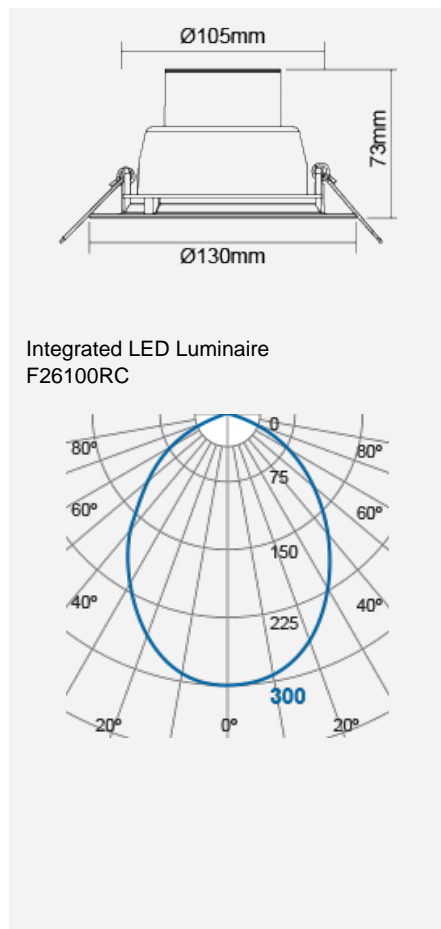 Ø105mm
73mm
Ø130mm
Integrated LED Luminaire
F26100RC
0
80º 80º
75
60º 60º
150
40º 40º
225
300
20º 0º 20º